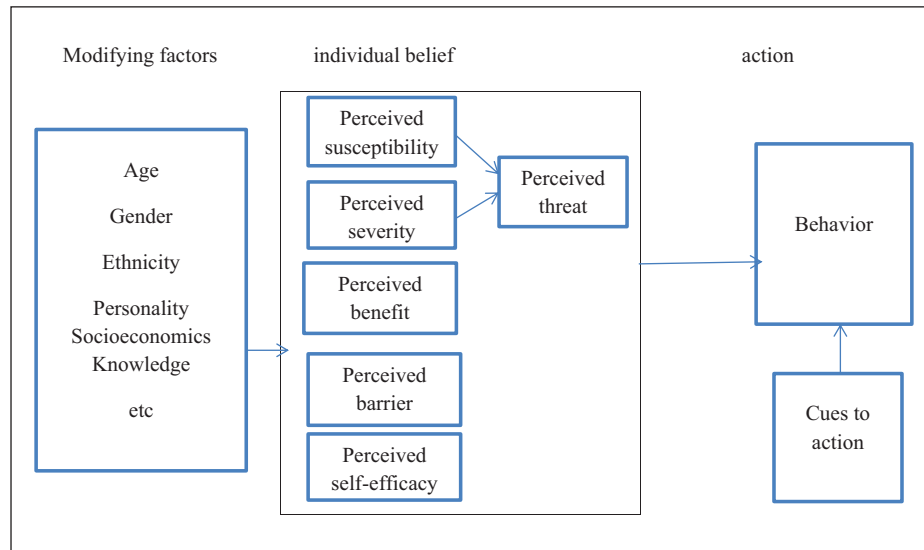 Modifying factors
individual belief
action
Age
Gender
Ethnicity
Personality
Socioeconomics
Knowledge
etc
Perceived
susceptibility
Perceived
severity
Perceived
threat
Perceived
benefit
Perceived
barrier
Perceived
self-efficacy
Behavior
Cues to
action